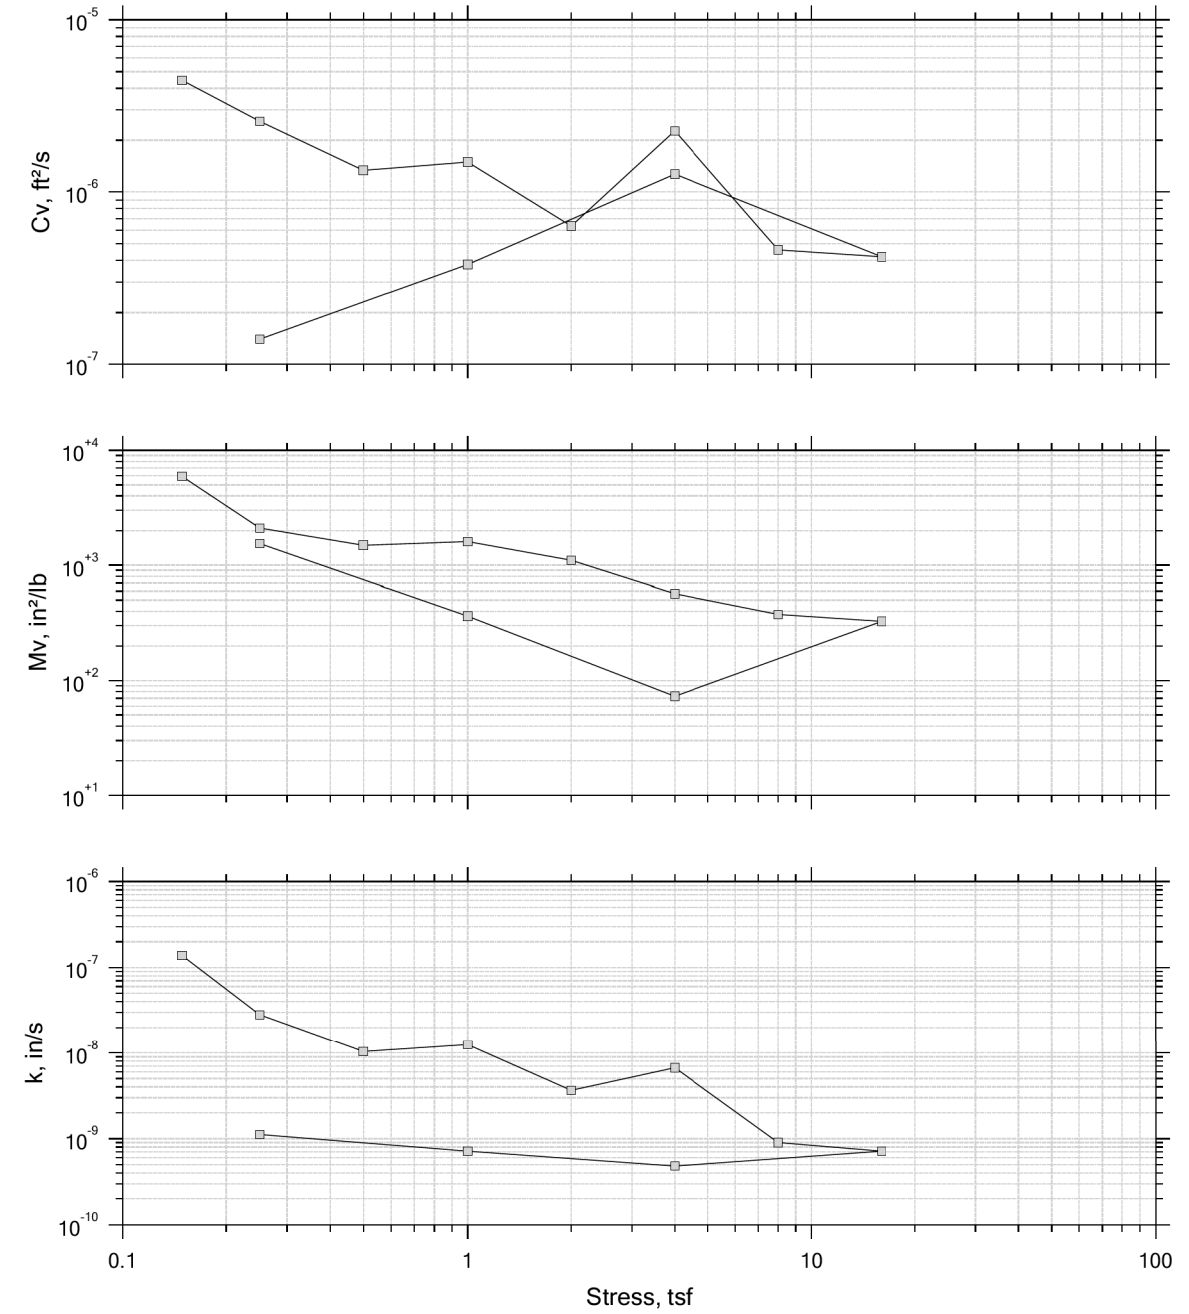 10⁻⁵
Cv, ft²/s
10⁻⁶
10⁻⁷
10⁺⁴
Mv, in²/lb
10⁺³
10⁺²
10⁺¹
10⁻⁶
10⁻⁷
k, in/s
10⁻⁸
10⁻⁹
10⁻¹⁰
0.1 1 10 100
Stress, tsf